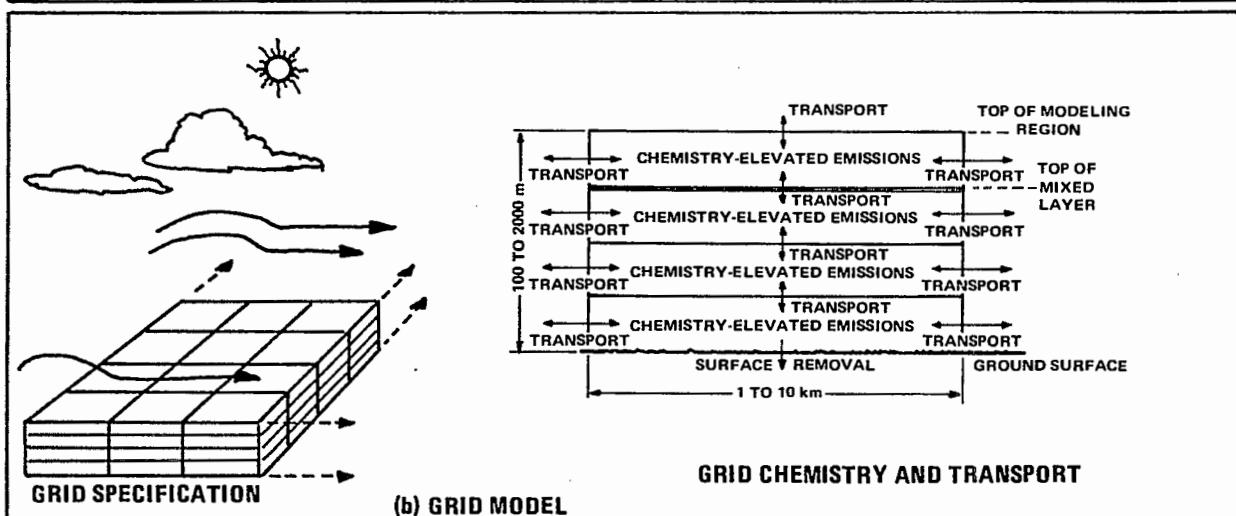 TRANSPORT
TOP OF MODELING
REGION
CHEMISTRY-ELEVATED EMISSIONS
TRANSPORT
TRANSPORT
TOP OF
MIXED
LAYER
TRANSPORT
CHEMISTRY-ELEVATED EMISSIONS
TRANSPORT
TRANSPORT
TRANSPORT
CHEMISTRY-ELEVATED EMISSIONS
TRANSPORT
TRANSPORT
TRANSPORT
CHEMISTRY-ELEVATED EMISSIONS
TRANSPORT
TRANSPORT
100 TO 2000 m
SURFACE REMOVAL
GROUND SURFACE
1 TO 10 km
GRID CHEMISTRY AND TRANSPORT
GRID SPECIFICATION
(b) GRID MODEL